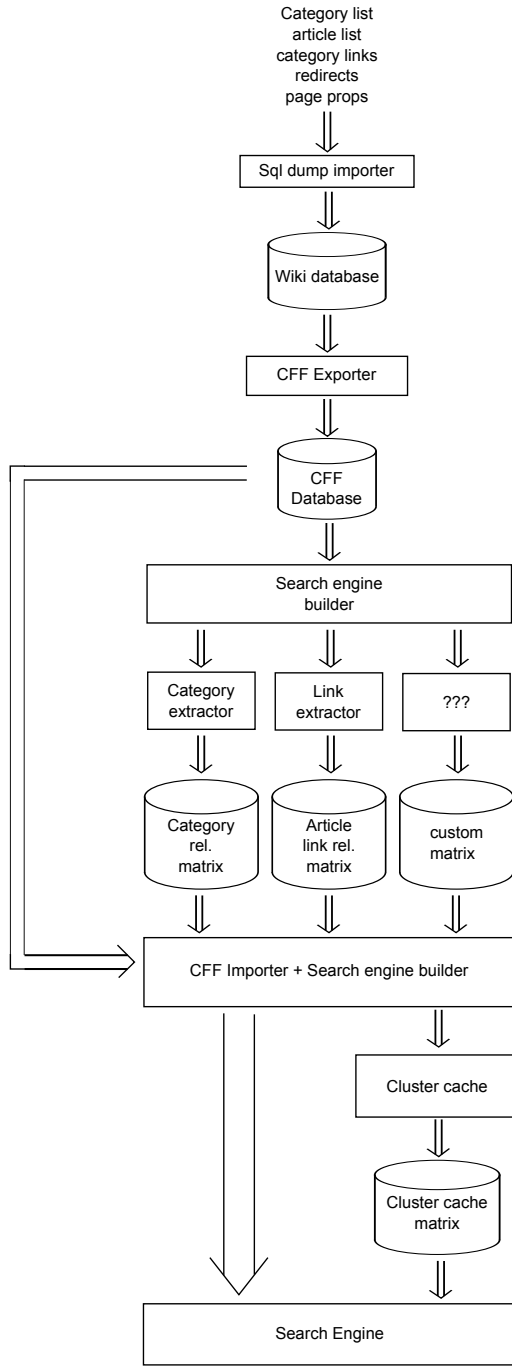 Category list
article list
category links
redirects
page props
Sql dump importer
Wiki database
CFF Exporter
CFF
Database
Search engine
builder
Category
extractor
Link
extractor
???
Category
rel.
matrix
Article
link rel.
matrix
custom
matrix
CFF Importer + Search engine builder
Cluster cache
Cluster cache
matrix
Search Engine